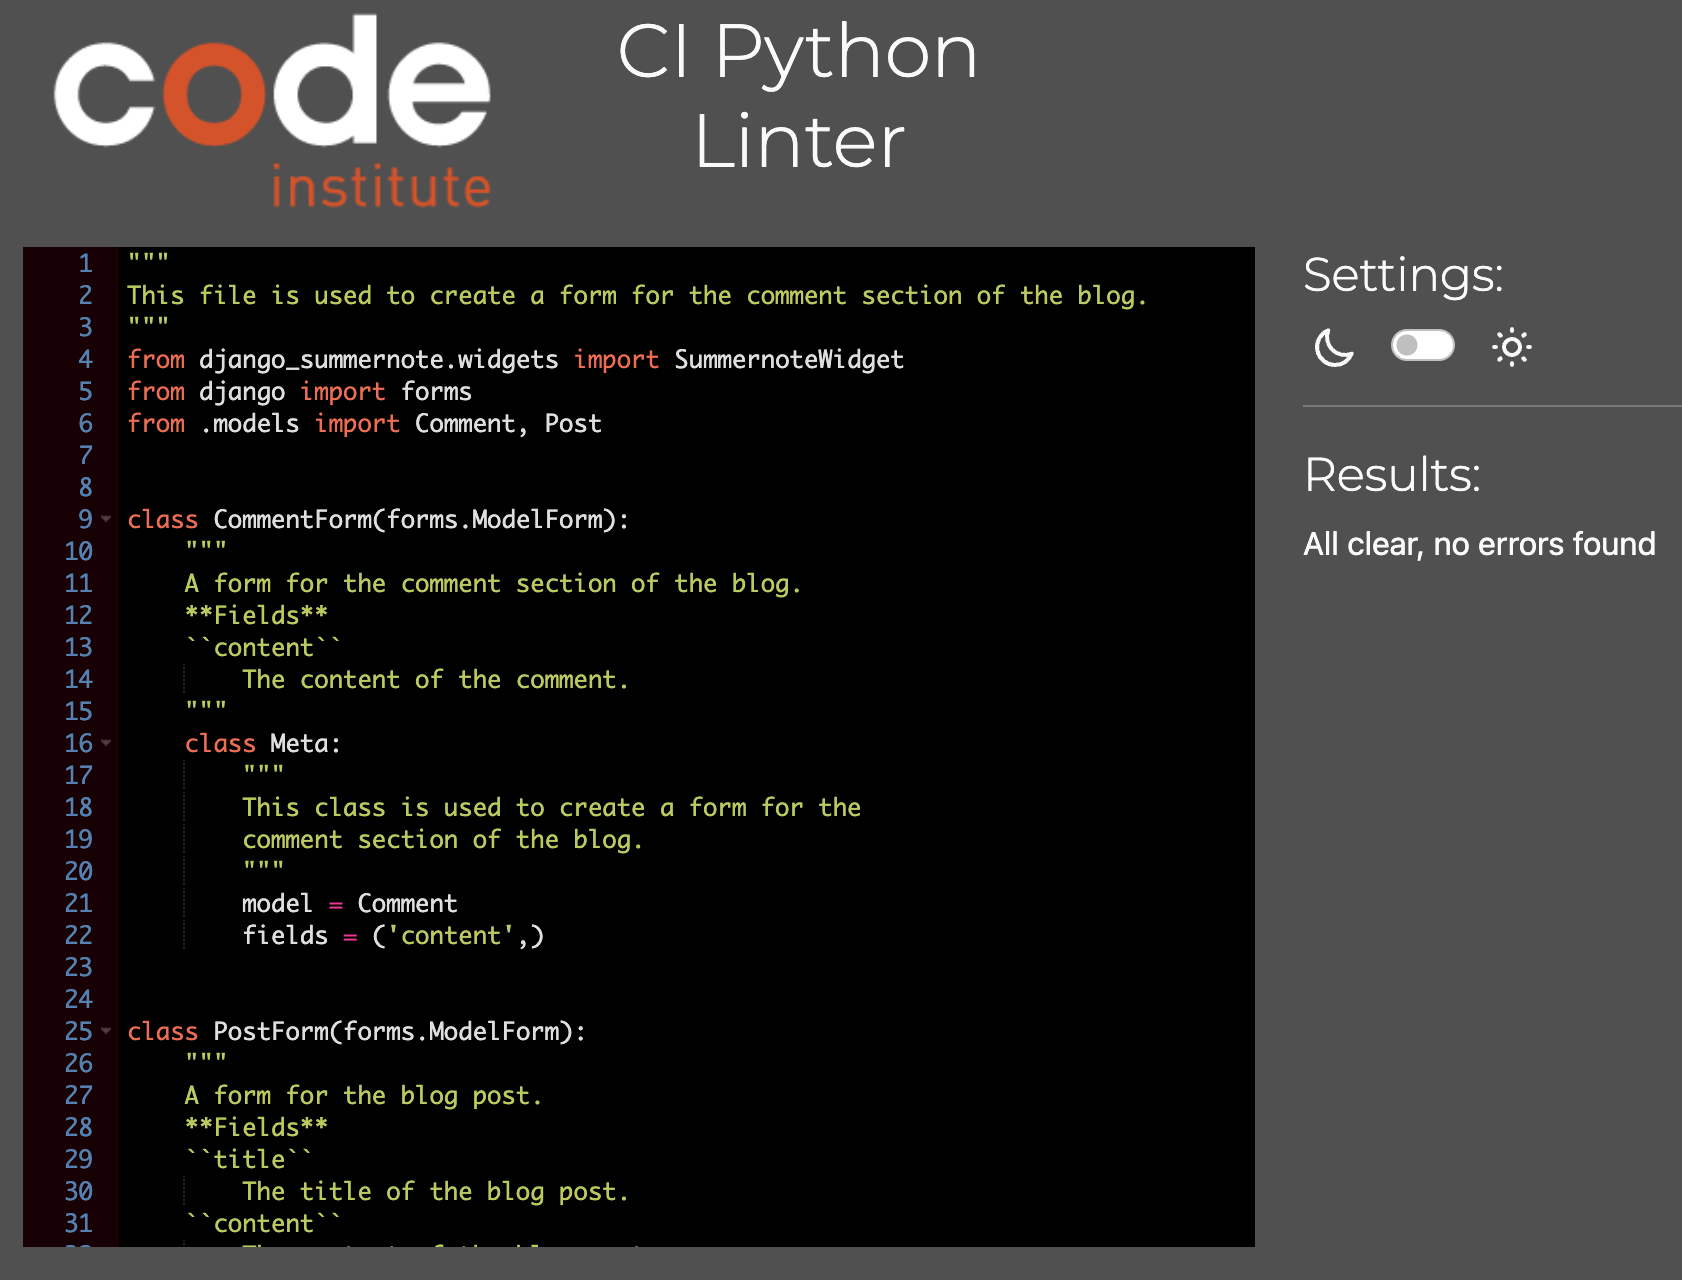 code
institute
CI Python
Linter
1 """
2 This file is used to create a form for the comment section of the blog.
3 """
4 from django_summernote.widgets import SummernoteWidget
5 from django import forms
6 from .models import Comment, Post
7
8
9 class CommentForm(forms.ModelForm):
10     """
11     A form for the comment section of the blog.
12     **Fields**
13     ``content``
14         The content of the comment.
15     """
16     class Meta:
17         """
18         This class is used to create a form for the
19         comment section of the blog.
20         """
21         model = Comment
22         fields = ('content',)
23
24
25 class PostForm(forms.ModelForm):
26     """
27     A form for the blog post.
28     **Fields**
29     ``title``
30         The title of the blog post.
31     ``content``
Settings:
Results:
All clear, no errors found